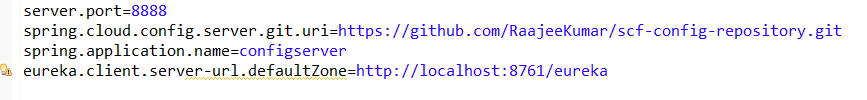 server.port=8888
spring.cloud.config.server.git.uri=https://github.com/RaajeeKumar/scf-config-repository.git
spring.application.name=configserver
eureka.client.server-url.defaultZone=http://localhost:8761/eureka